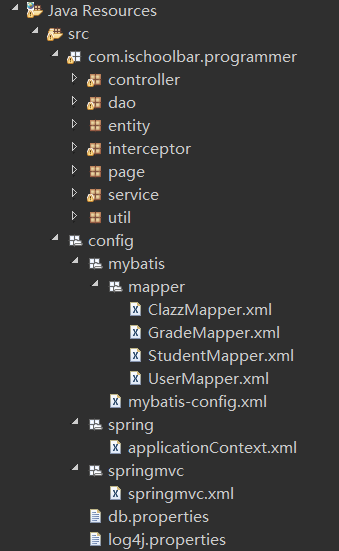 Java Resources
src
com.ischoolbar.programmer
controller
dao
entity
interceptor
page
service
util
config
mybatis
mapper
ClazzMapper.xml
GradeMapper.xml
StudentMapper.xml
UserMapper.xml
mybatis-config.xml
spring
applicationContext.xml
springmvc
springmvc.xml
db.properties
log4j.properties